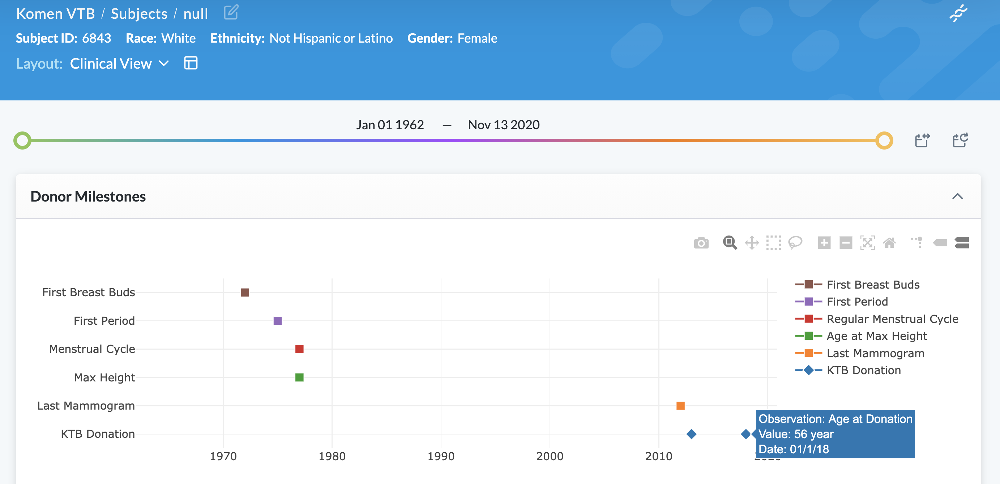 Komen VTB / Subjects / null
Subject ID: 6843 Race: White Ethnicity: Not Hispanic or Latino Gender: Female
Layout: Clinical View
Jan 01 1962 — Nov 13 2020
Donor Milestones
First Breast Buds
First Period
Menstrual Cycle
Max Height
Last Mammogram
KTB Donation
1970 1980 1990 2000 2010
First Breast Buds
First Period
Regular Menstrual Cycle
Age at Max Height
Last Mammogram
KTB Donation
Observation: Age at Donation
Value: 56 year
Date: 01/1/18